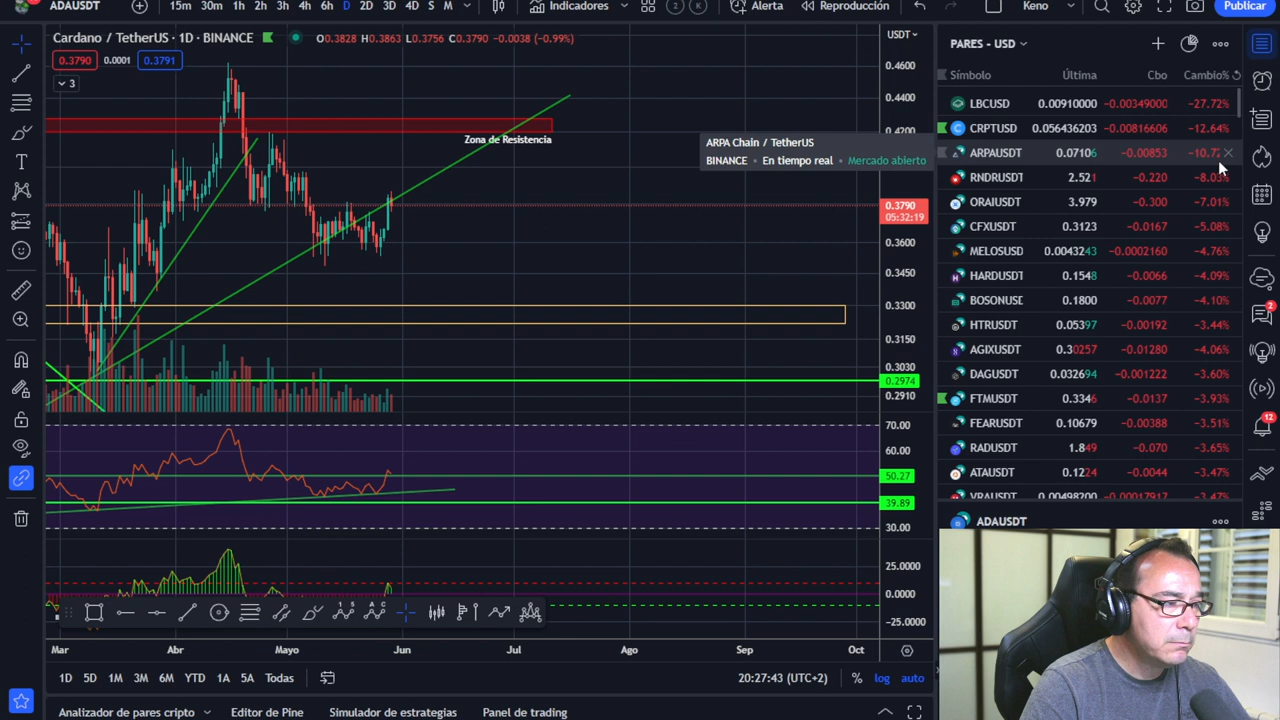 ADAUSDT 15m 30m 1h 2h 3h 4h 6h D 2D 3D 4D S M Indicadores Alerta Reproducción Keno Publicar
Cardano / TetherUS · 1D · BINANCE O0.3828 H0.3863 L0.3756 C0.3790 −0.0038 (−0.99%)
0.3790 0.0001 0.3791
3
USDT
0.4600
0.4400
0.4200
Zona de Resistencia
0.3790
05:32:19
0.3600
0.3450
0.3300
0.3150
0.3030
0.2974
0.2910
70.00
60.00
50.27
39.89
30.00
25.0000
0.0000
−25.0000
Mar Abr Mayo Jun Jul Ago Sep Oct
1D 5D 1M 3M 6M YTD 1A 5A Todas 20:27:43 (UTC+2) % log auto
Analizador de pares cripto Editor de Pine Simulador de estrategias Panel de trading
ARPA Chain / TetherUS
BINANCE • En tiempo real • Mercado abierto
PARES - USD
Símbolo Última Cbo Cambio%
LBCUSD 0.00910000 −0.00349000 −27.72%
CRPTUSD 0.056436203 −0.00816606 −12.64%
ARPAUSDT 0.07106 −0.00853
RNDRUSDT 2.521 −0.220 −8.03%
ORAIUSDT 3.979 −0.300 −7.01%
CFXUSDT 0.3123 −0.0167 −5.08%
MELOSUSD 0.0043243 −0.0002160 −4.76%
HARDUSDT 0.1548 −0.0066 −4.09%
BOSONUSE 0.1800 −0.0077 −4.10%
HTRUSDT 0.05397 −0.00192 −3.44%
AGIXUSDT 0.30257 −0.01280 −4.06%
DAGUSDT 0.032694 −0.001222 −3.60%
FTMUSDT 0.3346 −0.0137 −3.93%
FEARUSDT 0.10679 −0.00388 −3.51%
RADUSDT 1.849 −0.070 −3.65%
ATAUSDT 0.1224 −0.0044 −3.47%
VRAUSDT 0.00498200 −0.00017917 −3.47%
ADAUSDT
2
12